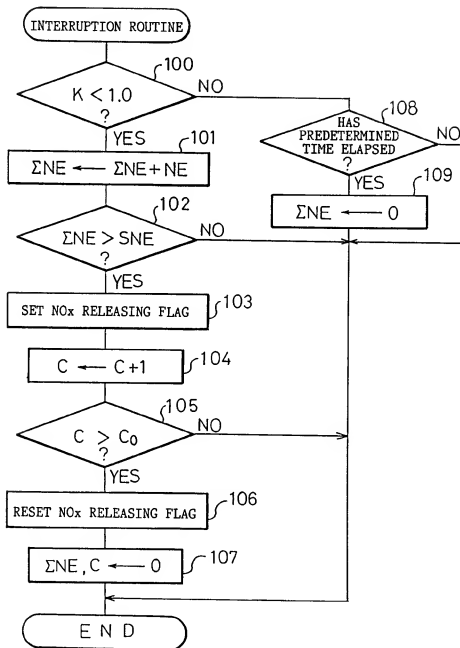 INTERRUPTION ROUTINE
100
K < 1.0
?
NO
YES
108
HAS
PREDETERMINED
TIME ELAPSED
?
NO
YES
101
ΣNE ← ΣNE + NE
109
ΣNE ← 0
102
ΣNE > SNE
?
NO
YES
SET NOx RELEASING FLAG
103
C ← C+1
104
105
C > C0
?
NO
YES
RESET NOx RELEASING FLAG
106
ΣNE, C ← 0
107
END